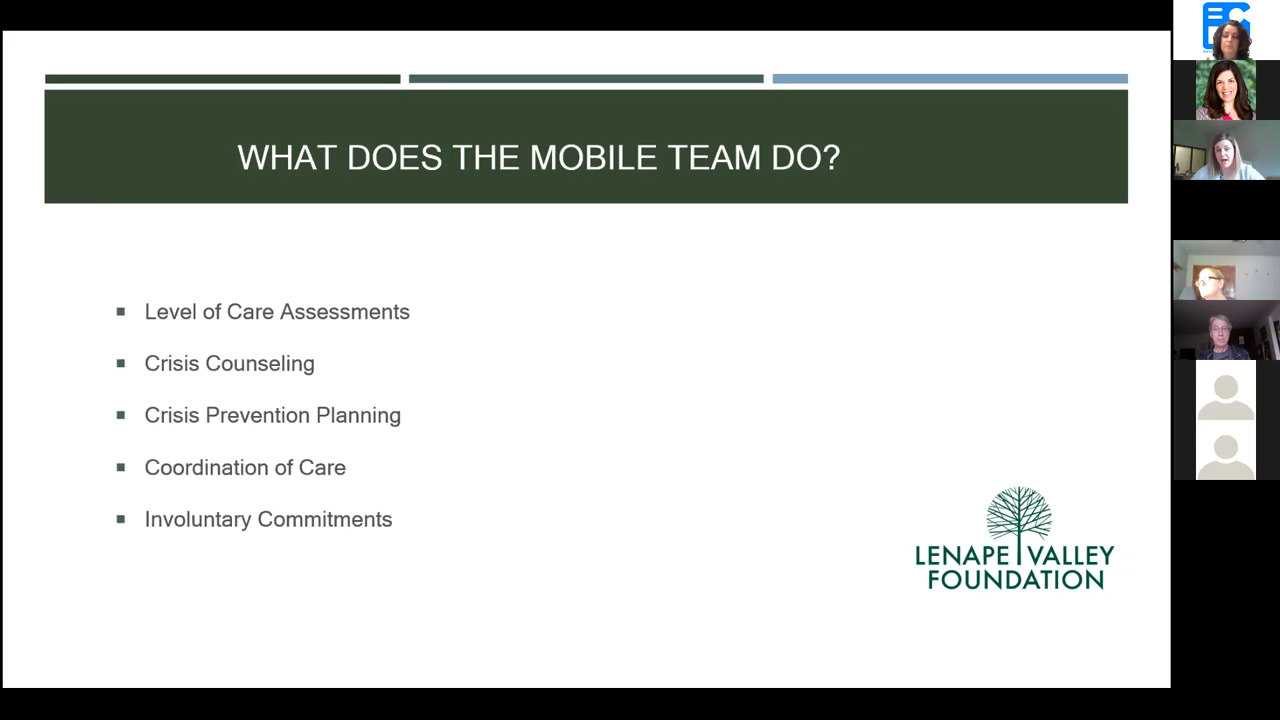 WHAT DOES THE MOBILE TEAM DO?
Level of Care Assessments
Crisis Counseling
Crisis Prevention Planning
Coordination of Care
Involuntary Commitments
LENAPE VALLEY
FOUNDATION